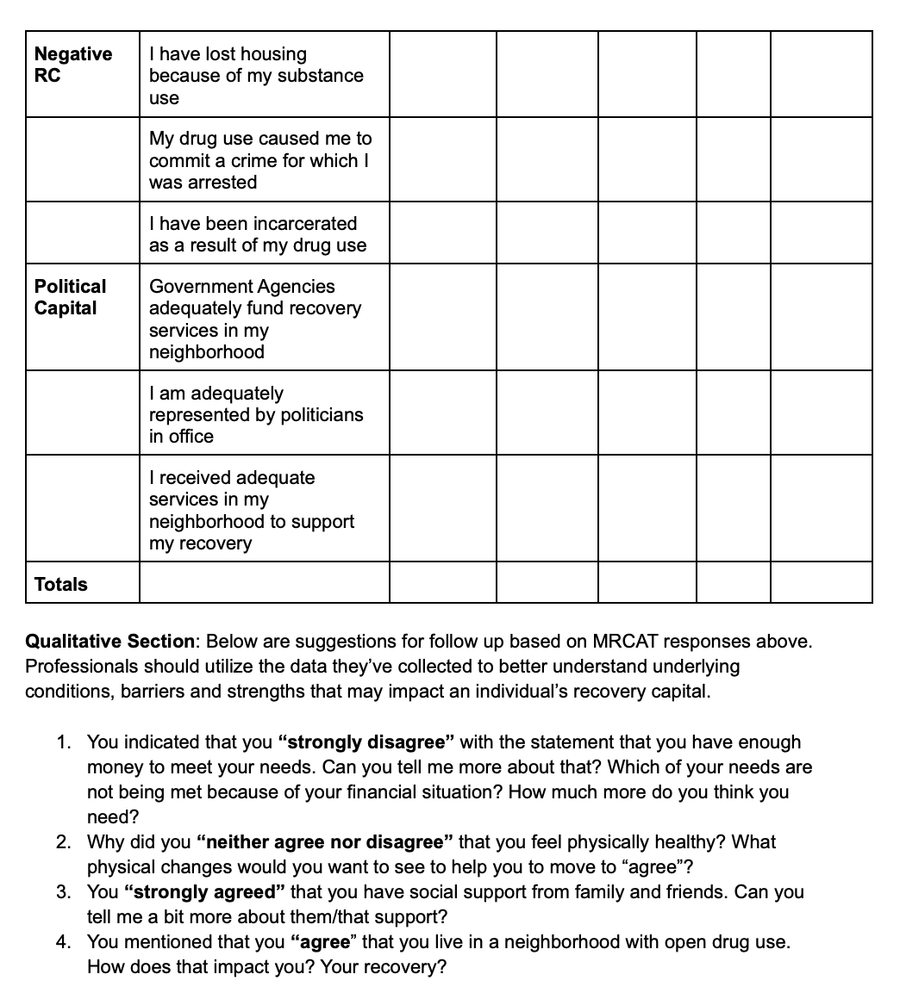 Negative
RC
I have lost housing
because of my substance
use
My drug use caused me to
commit a crime for which I
was arrested
I have been incarcerated
as a result of my drug use
Political
Capital
Government Agencies
adequately fund recovery
services in my
neighborhood
I am adequately
represented by politicians
in office
I received adequate
services in my
neighborhood to support
my recovery
Totals
Qualitative Section: Below are suggestions for follow up based on MRCAT responses above.
Professionals should utilize the data they’ve collected to better understand underlying
conditions, barriers and strengths that may impact an individual’s recovery capital.
1. You indicated that you “strongly disagree” with the statement that you have enough
money to meet your needs. Can you tell me more about that? Which of your needs are
not being met because of your financial situation? How much more do you think you
need?
2. Why did you “neither agree nor disagree” that you feel physically healthy? What
physical changes would you want to see to help you to move to “agree”?
3. You “strongly agreed” that you have social support from family and friends. Can you
tell me a bit more about them/that support?
4. You mentioned that you “agree” that you live in a neighborhood with open drug use.
How does that impact you? Your recovery?